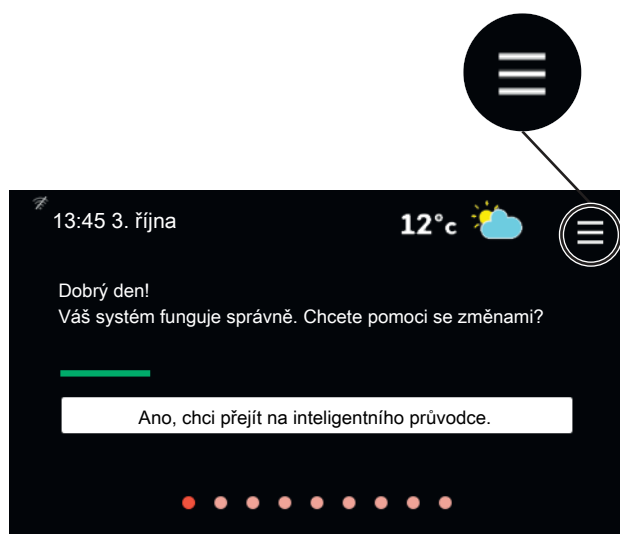 13:45 3. října
12°c
Dobrý den!
Váš systém funguje správně. Chcete pomoci se změnami?
Ano, chci přejít na inteligentního průvodce.